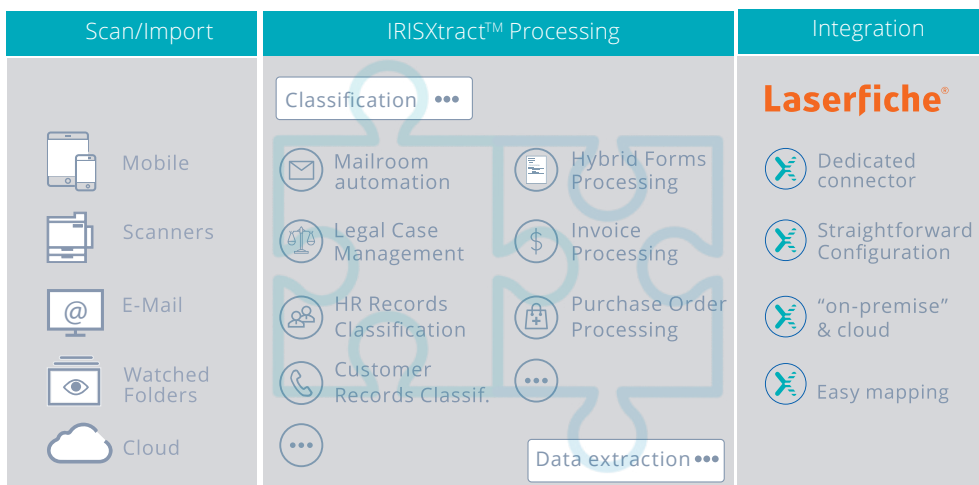 Scan/Import
Mobile
Scanners
@
E-Mail
Watched
Folders
Cloud
IRISXtract™ Processing
Classification •••
Mailroom
automation
Legal Case
Management
HR Records
Classification
Customer
Records Classif.
•••
Hybrid Forms
Processing
$
Invoice
Processing
Purchase Order
Processing
•••
Data extraction •••
Integration
Laserfiche®
Dedicated
connector
Straightforward
Configuration
“on-premise”
& cloud
Easy mapping